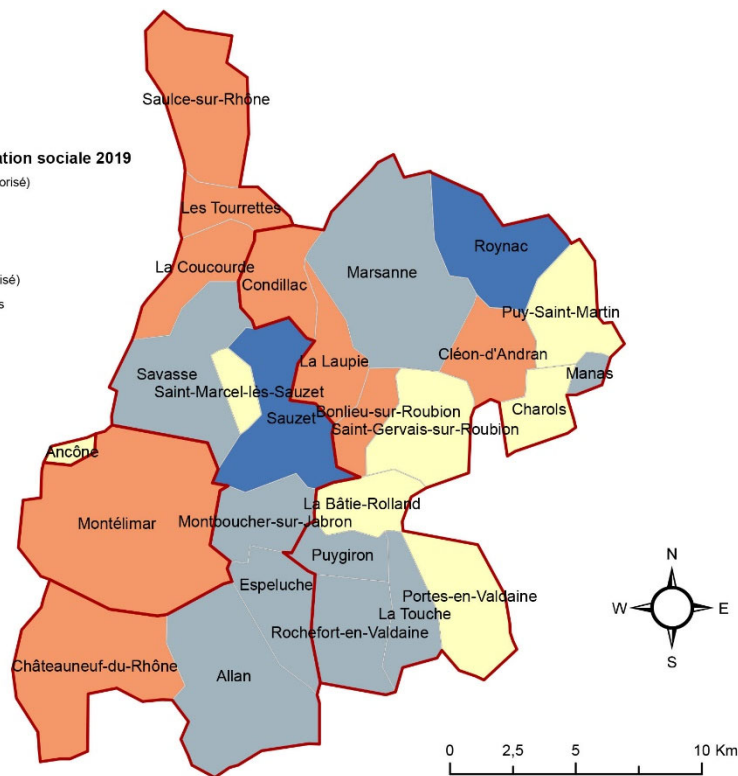 Saulce-sur-Rhône
ation sociale 2019
orisé)
Les Tourrettes
Roynac
La Coucourde
Marsanne
Condillac
isé)
s
Puy-Saint-Martin
Cléon-d'Andran
La Laupie
Savasse
Manas
Saint-Marcel-lès-Sauzet
Bonlieu-sur-Roubion
Charols
Sauzet
Saint-Gervais-sur-Roubion
Ancône
La Bâtie-Rolland
Montélimar
Montboucher-sur-Jabron
Puygiron
N
Espeluche
Portes-en-Valdaine
W
E
La Touche
Rochefort-en-Valdaine
S
Châteauneuf-du-Rhône
Allan
0 2,5 5 10 Km